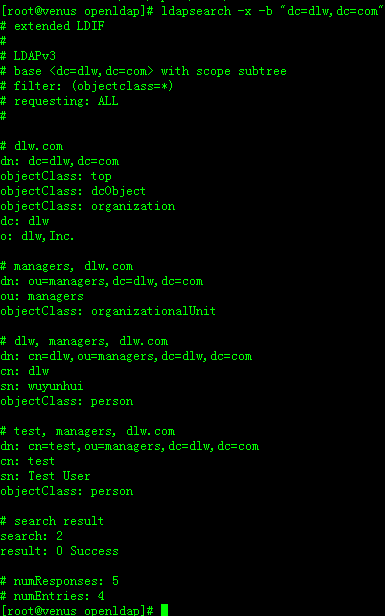 [root@venus openldap]# ldapsearch -x -b "dc=dlw,dc=com"
# extended LDIF
#
# LDAPv3
# base <dc=dlw,dc=com> with scope subtree
# filter: (objectclass=*)
# requesting: ALL
#
# dlw.com
dn: dc=dlw,dc=com
objectClass: top
objectClass: dcObject
objectClass: organization
dc: dlw
o: dlw,Inc.
# managers, dlw.com
dn: ou=managers,dc=dlw,dc=com
ou: managers
objectClass: organizationalUnit
# dlw, managers, dlw.com
dn: cn=dlw,ou=managers,dc=dlw,dc=com
cn: dlw
sn: wuyunhui
objectClass: person
# test, managers, dlw.com
dn: cn=test,ou=managers,dc=dlw,dc=com
cn: test
sn: Test User
objectClass: person
# search result
search: 2
result: 0 Success
# numResponses: 5
# numEntries: 4
[root@venus openldap]#